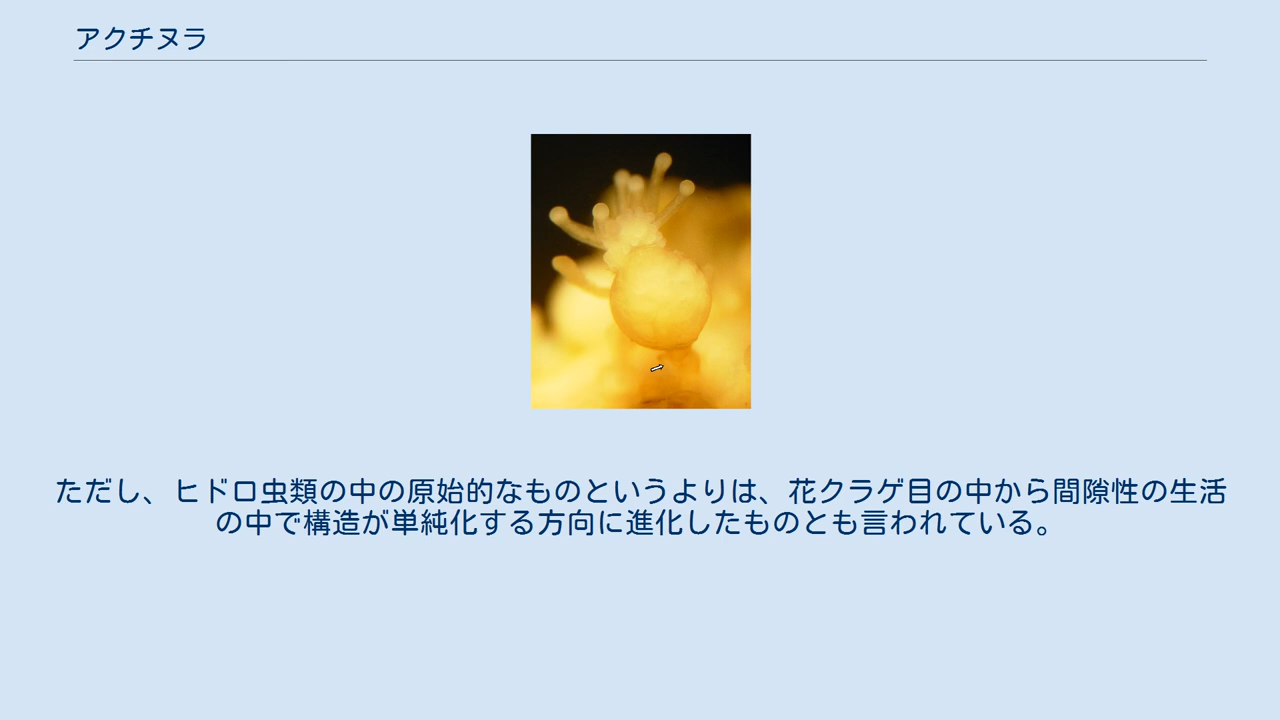 アクチヌラ
ただし、ヒドロ虫類の中の原始的なものというよりは、花クラゲ目の中から間隙性の生活
の中で構造が単純化する方向に進化したものとも言われている。